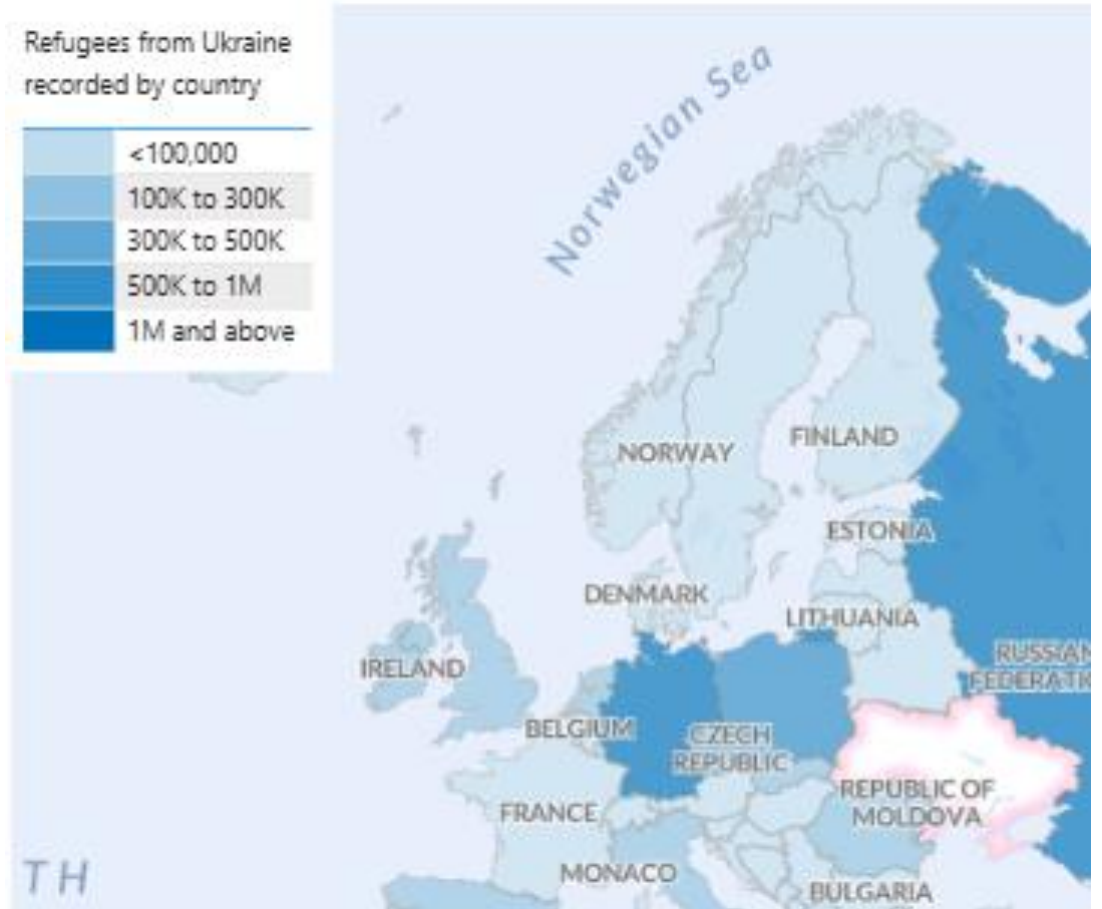 Refugees from Ukraine
recorded by country
<100,000
100K to 300K
300K to 500K
500K to 1M
1M and above
Norwegian Sea
NORWAY
FINLAND
ESTONIA
DENMARK
LITHUANIA
IRELAND
RUSSIAN
FEDERATIO
BELGIUM
CZECH
REPUBLIC
REPUBLIC OF
MOLDOVA
FRANCE
MONACO
TH
BULGARIA